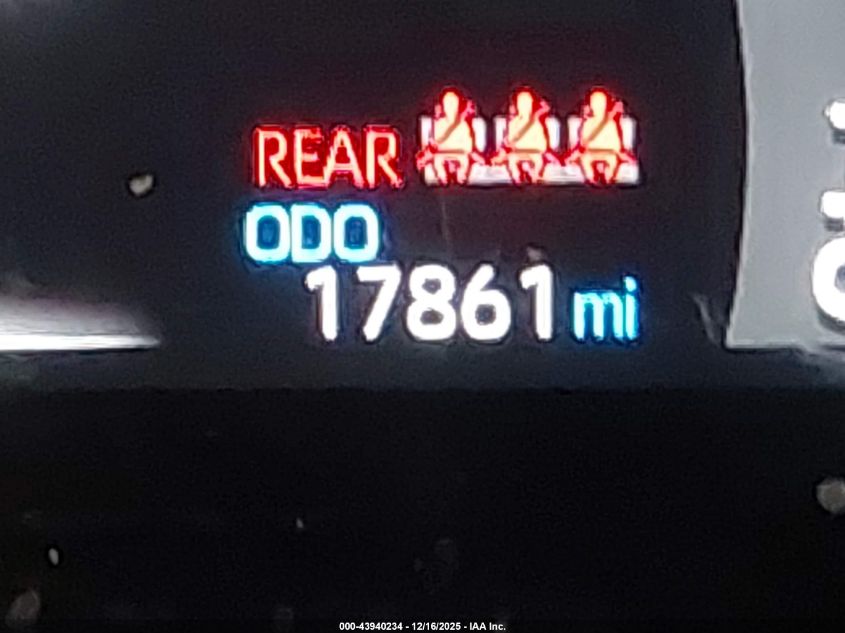 REAR
ODO
17861 mi
000-43940234 - 12/16/2025 - IAA Inc.